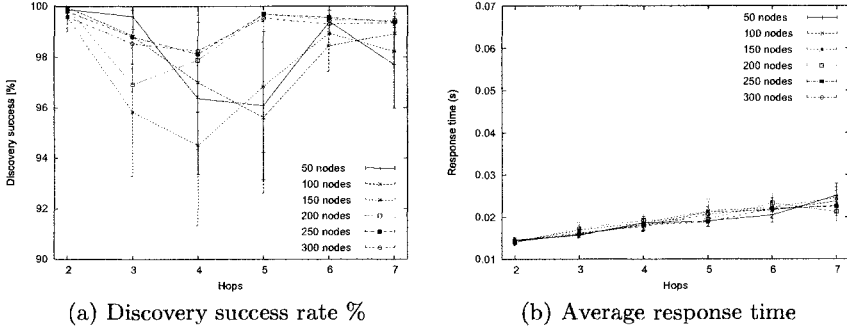 100
98
96
94
92
90
Discovery success [%]
2 3 4 5 6 7
Hops
50 nodes
100 nodes
150 nodes
200 nodes
250 nodes
300 nodes
(a) Discovery success rate %
0.07
0.06
0.05
0.04
0.03
0.02
0.01
Response time (s)
2 3 4 5 6 7
Hops
50 nodes
100 nodes
150 nodes
200 nodes
250 nodes
300 nodes
(b) Average response time